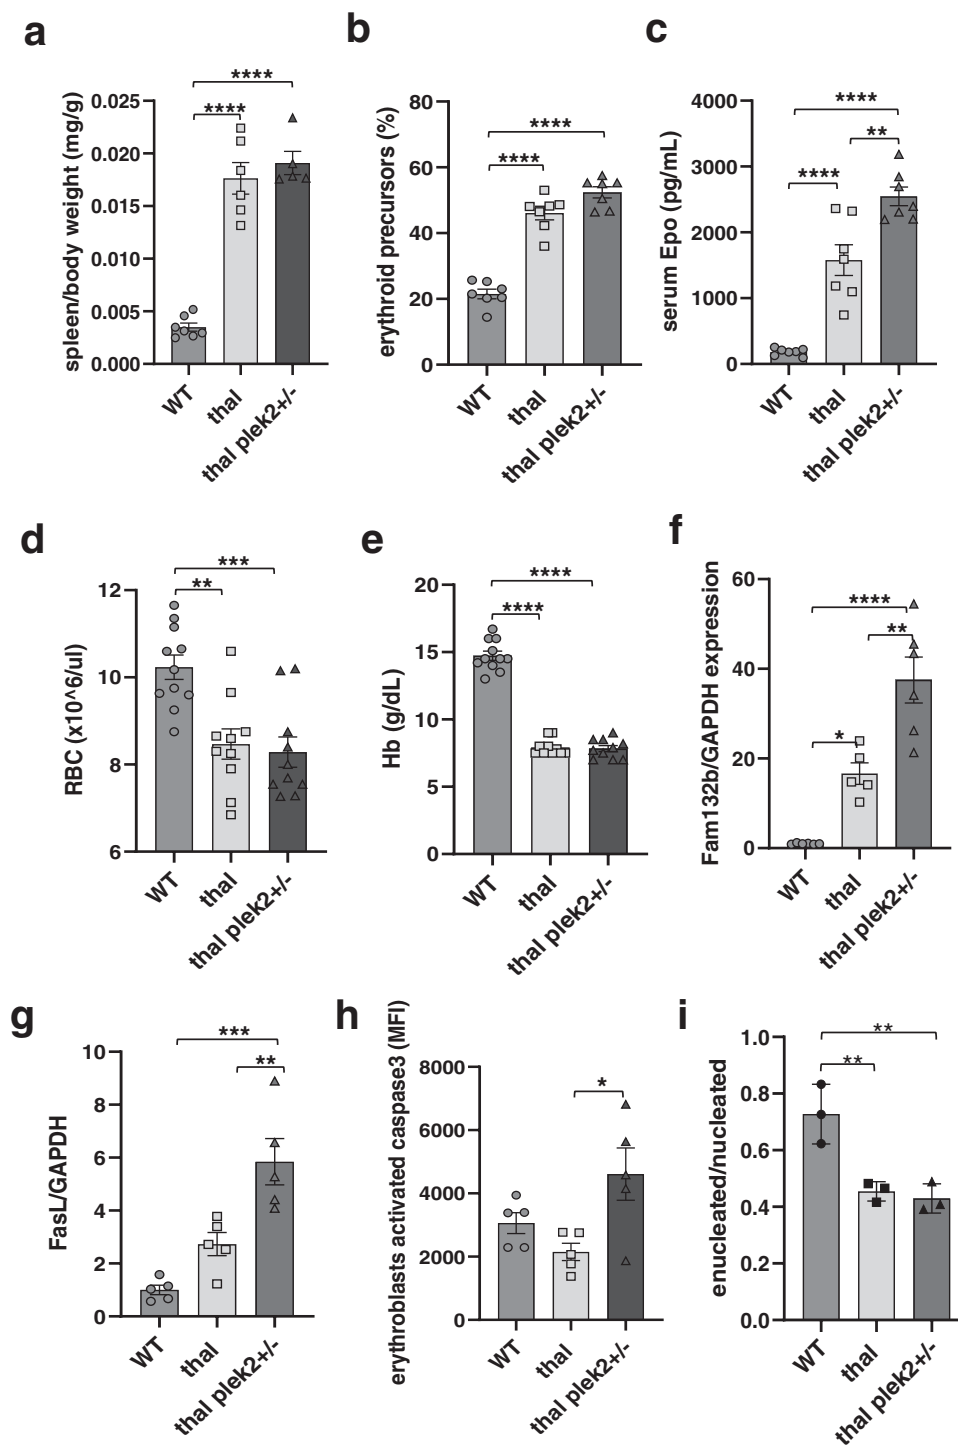 a
spleen/body weight (mg/g)
0.025
0.020
0.015
0.010
0.005
0.000
****
****
WT
thal
thal plek2+/-
b
erythroid precursors (%)
80
60
40
20
0
****
****
WT
thal
thal plek2+/-
c
serum Epo (pg/mL)
4000
3000
2000
1000
0
****
**
****
WT
thal
thal plek2+/-
d
RBC (x10^6/ul)
12
10
8
6
***
**
WT
thal
thal plek2+/-
e
Hb (g/dL)
20
15
10
5
0
****
****
WT
thal
thal plek2+/-
f
Fam132b/GAPDH expression
60
40
20
0
****
**
*
WT
thal
thal plek2+/-
g
FasL/GAPDH
10
8
6
4
2
0
***
**
WT
thal
thal plek2+/-
h
erythroblasts activated caspase3 (MFI)
8000
6000
4000
2000
0
*
WT
thal
thal plek2+/-
i
enucleated/nucleated
1.0
0.8
0.6
0.4
0.2
0.0
**
**
WT
thal
thal plek2+/-